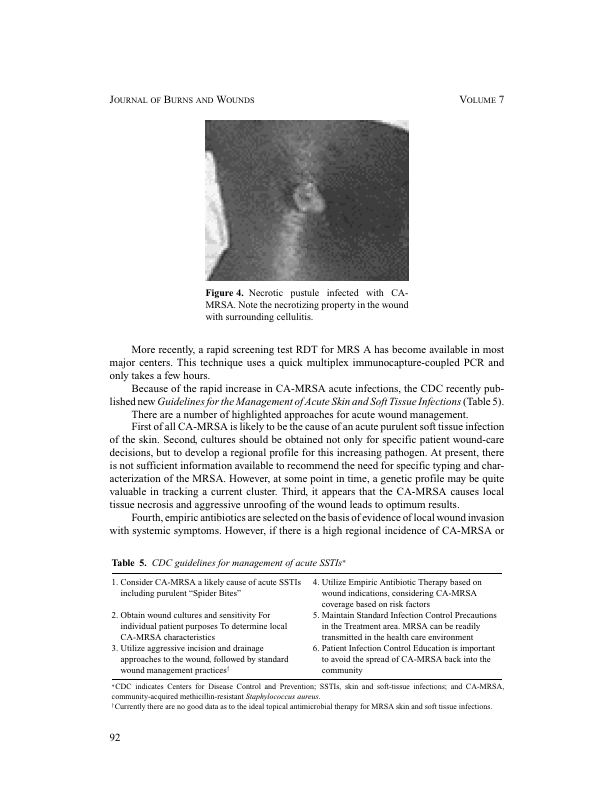 JOURNAL OF BURNS AND WOUNDS VOLUME 7
Figure 4. Necrotic pustule infected with CA-
MRSA. Note the necrotizing property in the wound
with surrounding cellulitis.
More recently, a rapid screening test RDT for MRS A has become available in most
major centers. This technique uses a quick multiplex immunocapture-coupled PCR and
only takes a few hours.
Because of the rapid increase in CA-MRSA acute infections, the CDC recently pub-
lished new Guidelines for the Management of Acute Skin and Soft Tissue Infections (Table 5).
There are a number of highlighted approaches for acute wound management.
First of all CA-MRSA is likely to be the cause of an acute purulent soft tissue infection
of the skin. Second, cultures should be obtained not only for specific patient wound-care
decisions, but to develop a regional profile for this increasing pathogen. At present, there
is not sufficient information available to recommend the need for specific typing and char-
acterization of the MRSA. However, at some point in time, a genetic profile may be quite
valuable in tracking a current cluster. Third, it appears that the CA-MRSA causes local
tissue necrosis and aggressive unroofing of the wound leads to optimum results.
Fourth, empiric antibiotics are selected on the basis of evidence of local wound invasion
with systemic symptoms. However, if there is a high regional incidence of CA-MRSA or
Table 5. CDC guidelines for management of acute SSTIs*
1. Consider CA-MRSA a likely cause of acute SSTIs
including purulent “Spider Bites”
2. Obtain wound cultures and sensitivity For
individual patient purposes To determine local
CA-MRSA characteristics
3. Utilize aggressive incision and drainage
approaches to the wound, followed by standard
wound management practices†
4. Utilize Empiric Antibiotic Therapy based on
wound indications, considering CA-MRSA
coverage based on risk factors
5. Maintain Standard Infection Control Precautions
in the Treatment area. MRSA can be readily
transmitted in the health care environment
6. Patient Infection Control Education is important
to avoid the spread of CA-MRSA back into the
community
*CDC indicates Centers for Disease Control and Prevention; SSTIs, skin and soft-tissue infections; and CA-MRSA,
community-acquired methicillin-resistant Staphylococcus aureus.
†Currently there are no good data as to the ideal topical antimicrobial therapy for MRSA skin and soft tissue infections.
92